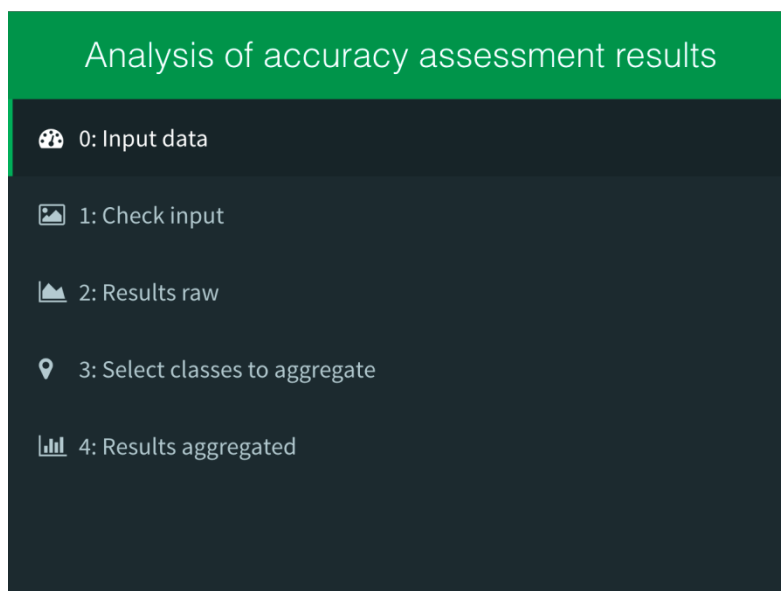 Analysis of accuracy assessment results
0: Input data
1: Check input
2: Results raw
3: Select classes to aggregate
4: Results aggregated